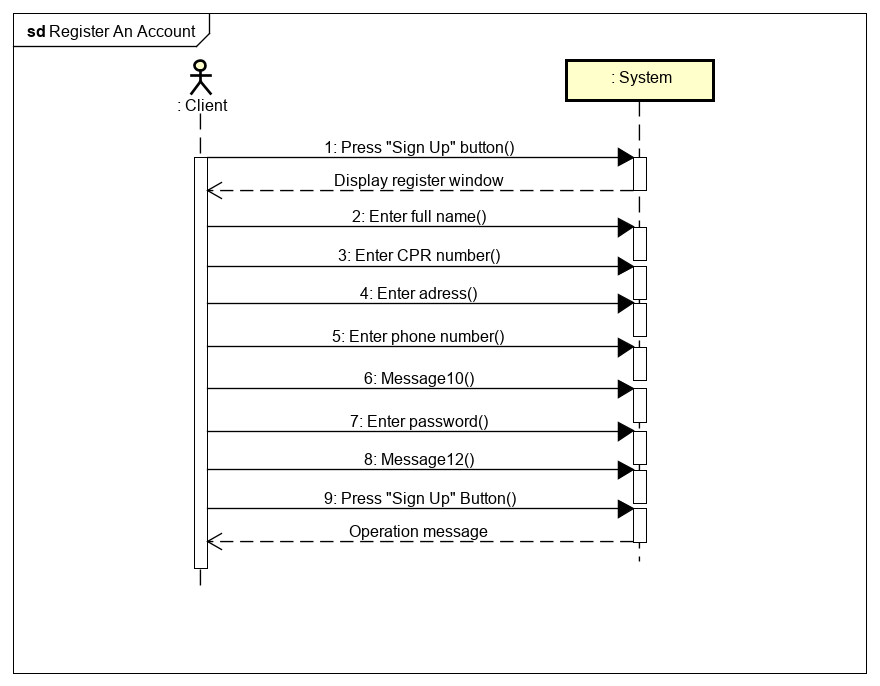 sd Register An Account
: Client
: System
1: Press "Sign Up" button()
Display register window
2: Enter full name()
3: Enter CPR number()
4: Enter adress()
5: Enter phone number()
6: Message10()
7: Enter password()
8: Message12()
9: Press "Sign Up" Button()
Operation message